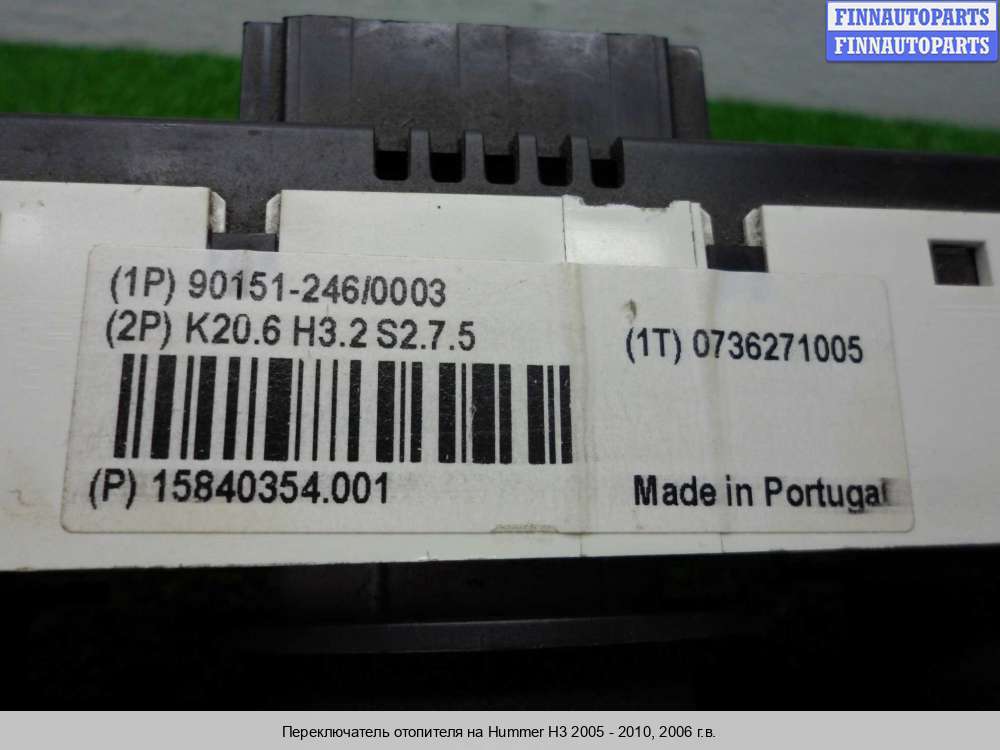 FINNAUTOPARTS
FINNAUTOPARTS
(1P) 90151-246/0003
(2P) K20.6 H3.2 S2.7.5
(1T) 0736271005
(P) 15840354.001
Made in Portugal
Переключатель отопителя на Hummer H3 2005 - 2010, 2006 г.в.